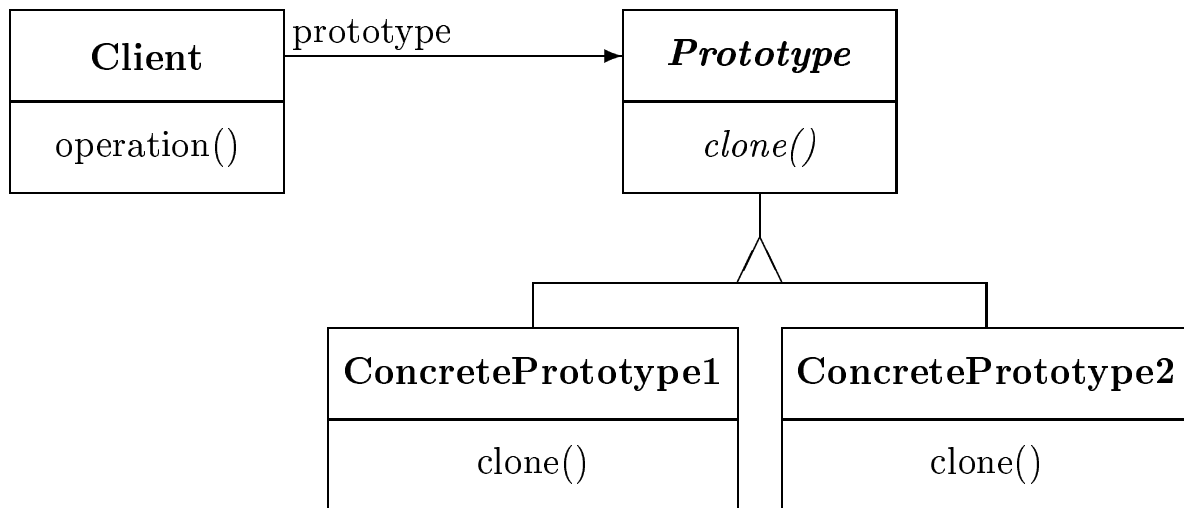 prototype
Client
Prototype
operation()
clone()
ConcretePrototype1
ConcretePrototype2
clone()
clone()